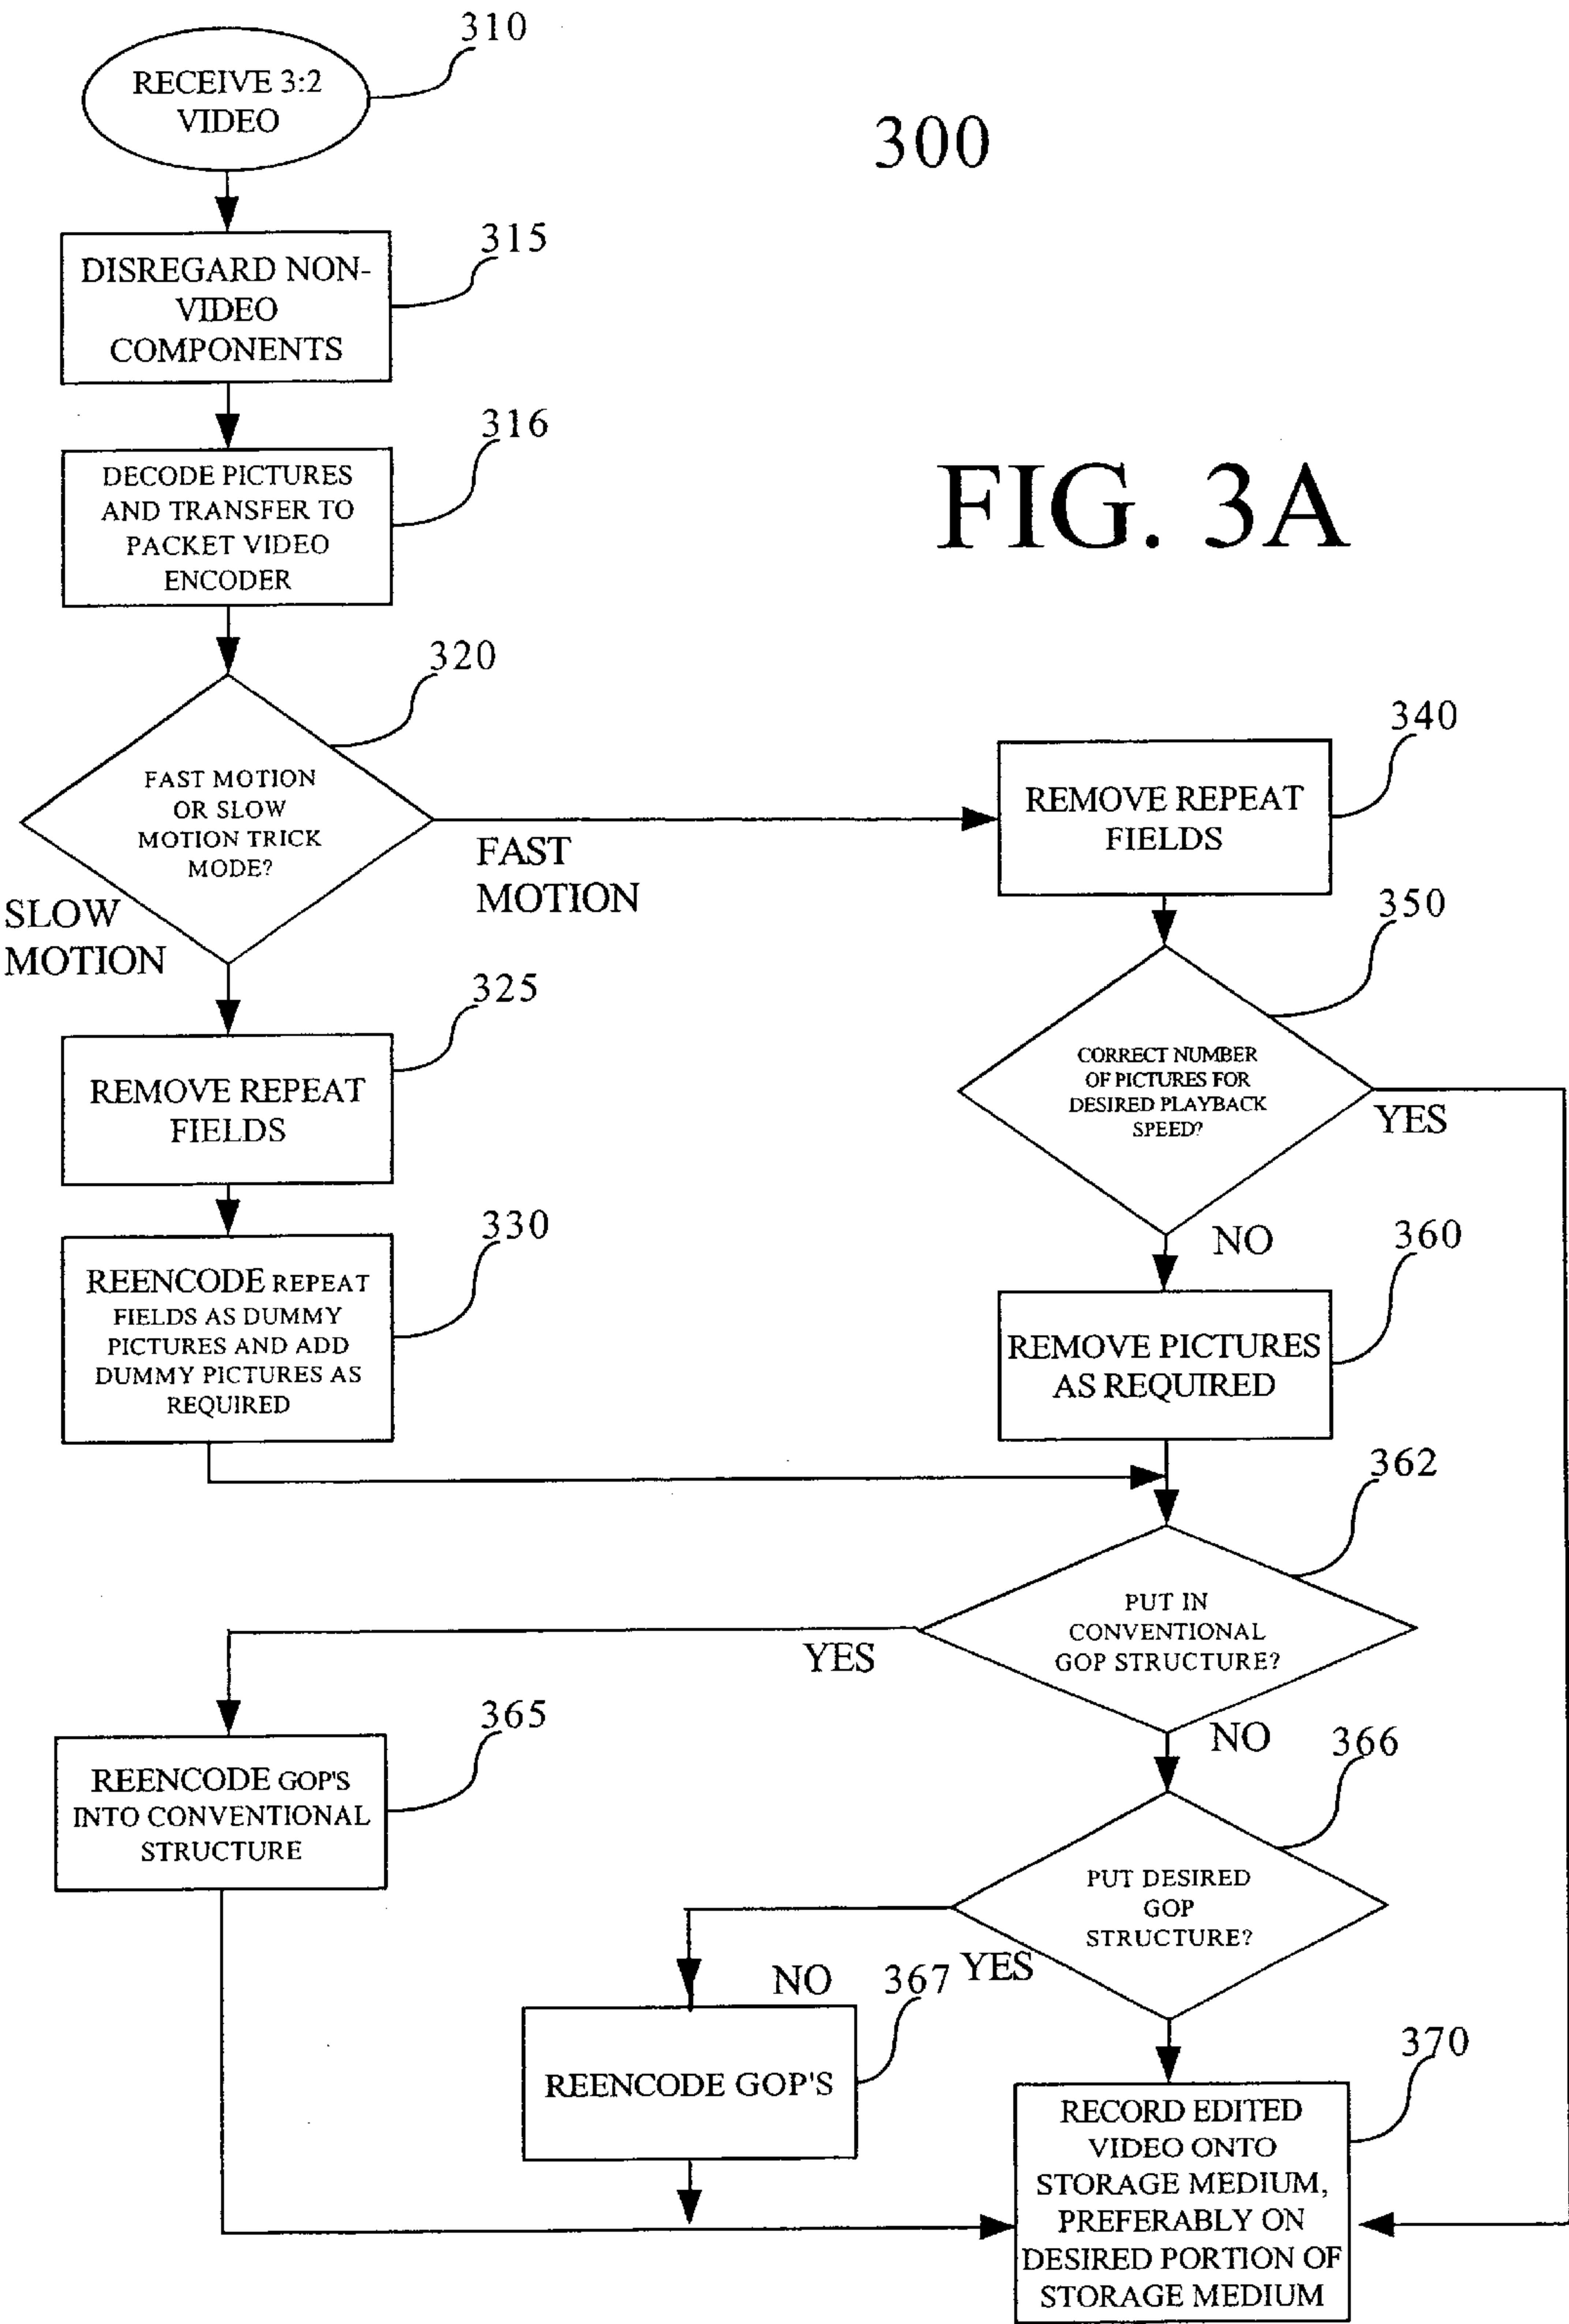 310
RECEIVE 3:2
VIDEO
300
315
DISREGARD NON-
VIDEO
COMPONENTS
316
DECODE PICTURES
AND TRANSFER TO
PACKET VIDEO
ENCODER
FIG. 3A
320
FAST MOTION
OR SLOW
MOTION TRICK
MODE?
FAST
MOTION
SLOW
MOTION
340
REMOVE REPEAT
FIELDS
350
CORRECT NUMBER
OF PICTURES FOR
DESIRED PLAYBACK
SPEED?
YES
NO
325
REMOVE REPEAT
FIELDS
330
REENCODE REPEAT
FIELDS AS DUMMY
PICTURES AND ADD
DUMMY PICTURES AS
REQUIRED
360
REMOVE PICTURES
AS REQUIRED
362
PUT IN
CONVENTIONAL
GOP STRUCTURE?
YES
NO
365
REENCODE GOP'S
INTO CONVENTIONAL
STRUCTURE
366
PUT DESIRED
GOP
STRUCTURE?
NO
YES
367
REENCODE GOP'S
370
RECORD EDITED
VIDEO ONTO
STORAGE MEDIUM,
PREFERABLY ON
DESIRED PORTION OF
STORAGE MEDIUM